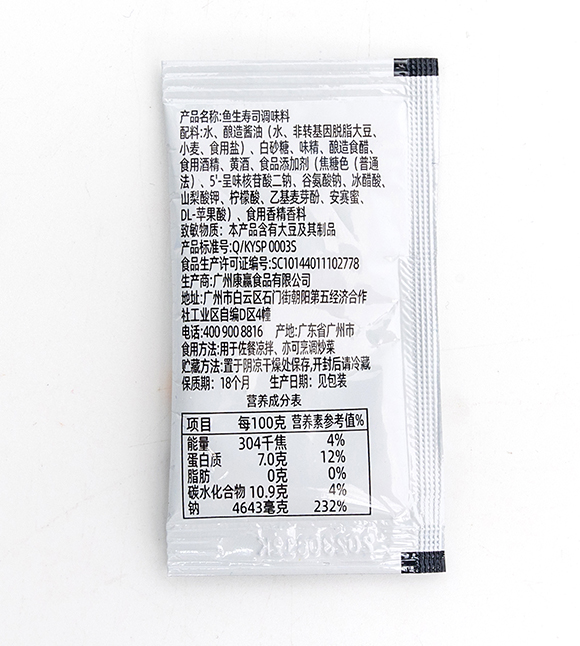 产品名称:鱼生寿司调味料
配料:水、酿造酱油（水、非转基因脱脂大豆、
小麦、食用盐）、白砂糖、味精、酿造食醋、
食用酒精、黄酒、食品添加剂（焦糖色（普通
法）、5'-呈味核苷酸二钠、谷氨酸钠、冰醋酸、
山梨酸钾、柠檬酸、乙基麦芽酚、安赛蜜、
DL-苹果酸）、食用香精香料
致敏物质：本产品含有大豆及其制品
产品标准号:Q/KYSP 0003S
食品生产许可证编号:SC10144011102778
生产商:广州康赢食品有限公司
地址:广州市白云区石门街朝阳第五经济合作
社工业区自编D区4幢
电话:400 900 8816 产地:广东省广州市
食用方法:用于佐餐凉拌、亦可烹调炒菜
贮藏方法:置于阴凉干燥处保存,开封后请冷藏
保质期：18个月 生产日期：见包装
营养成分表
项目 每100克 营养素参考值%
能量 304千焦 4%
蛋白质 7.0克 12%
脂肪 0克 0%
碳水化合物 10.9克 4%
钠 4643毫克 232%